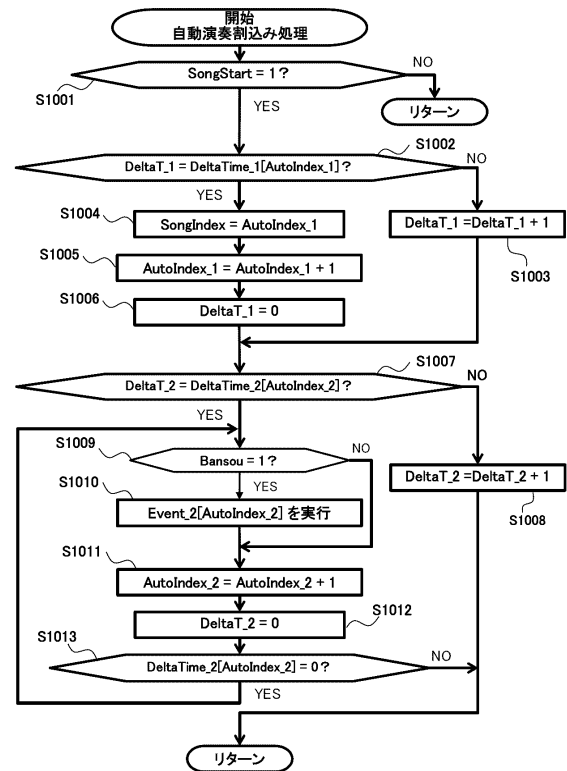 開始
自動演奏割込み処理
SongStart = 1?
NO
S1001
YES
リターン
S1002
DeltaT_1 = DeltaTime_1[AutoIndex_1]?
NO
YES
S1004
SongIndex = AutoIndex_1
DeltaT_1 =DeltaT_1 + 1
S1003
S1005
AutoIndex_1 = AutoIndex_1 + 1
S1006
DeltaT_1 = 0
S1007
DeltaT_2 = DeltaTime_2[AutoIndex_2]?
NO
YES
S1009
Bansou = 1?
NO
YES
DeltaT_2 =DeltaT_2 + 1
S1008
S1010
Event_2[AutoIndex_2] を実行
S1011
AutoIndex_2 = AutoIndex_2 + 1
DeltaT_2 = 0
S1012
S1013
DeltaTime_2[AutoIndex_2] = 0?
NO
YES
リターン